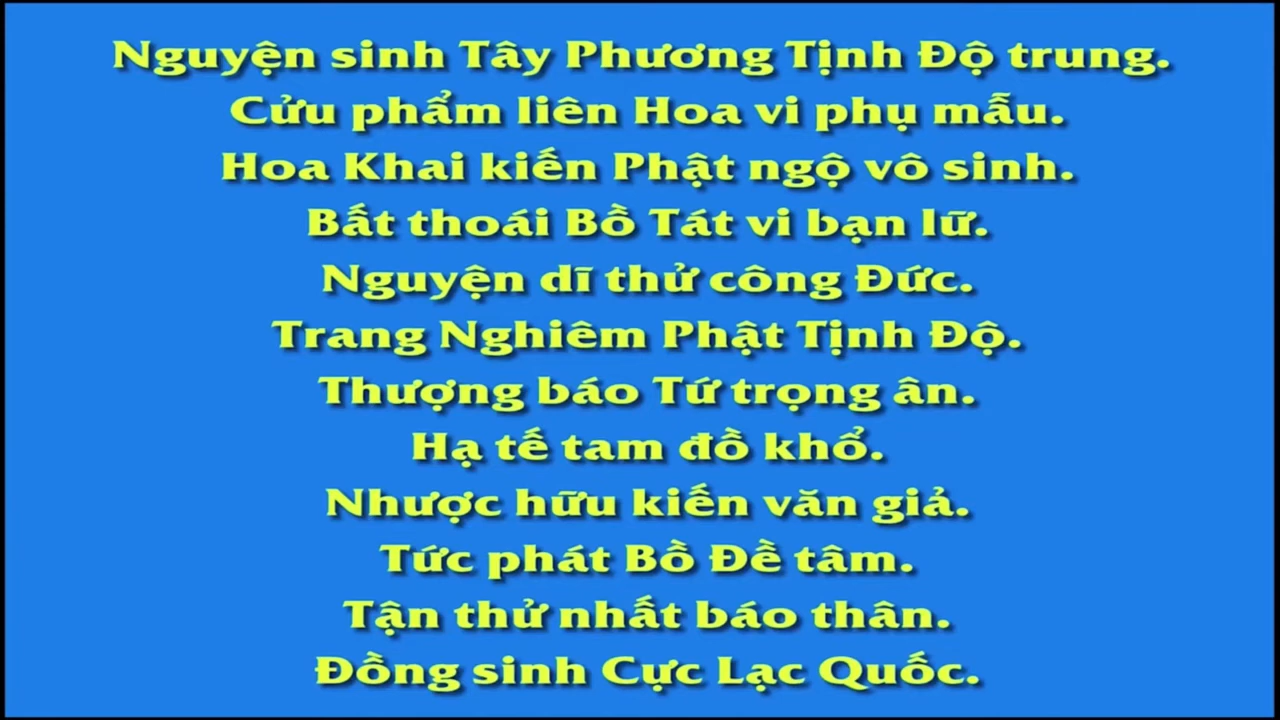 Nguyện sinh Tây Phương Tịnh Độ trung.
Cửu phẩm liên Hoa vi phụ mẫu.
Hoa Khai kiến Phật ngộ vô sinh.
Bất thoái Bồ Tát vi bạn lữ.
Nguyện dĩ thử công Đức.
Trang Nghiêm Phật Tịnh Độ.
Thượng báo Tứ trọng ân.
Hạ tế tam đồ khổ.
Nhược hữu kiến văn giả.
Tức phát Bồ Đề tâm.
Tận thử nhất báo thân.
Đồng sinh Cực Lạc Quốc.